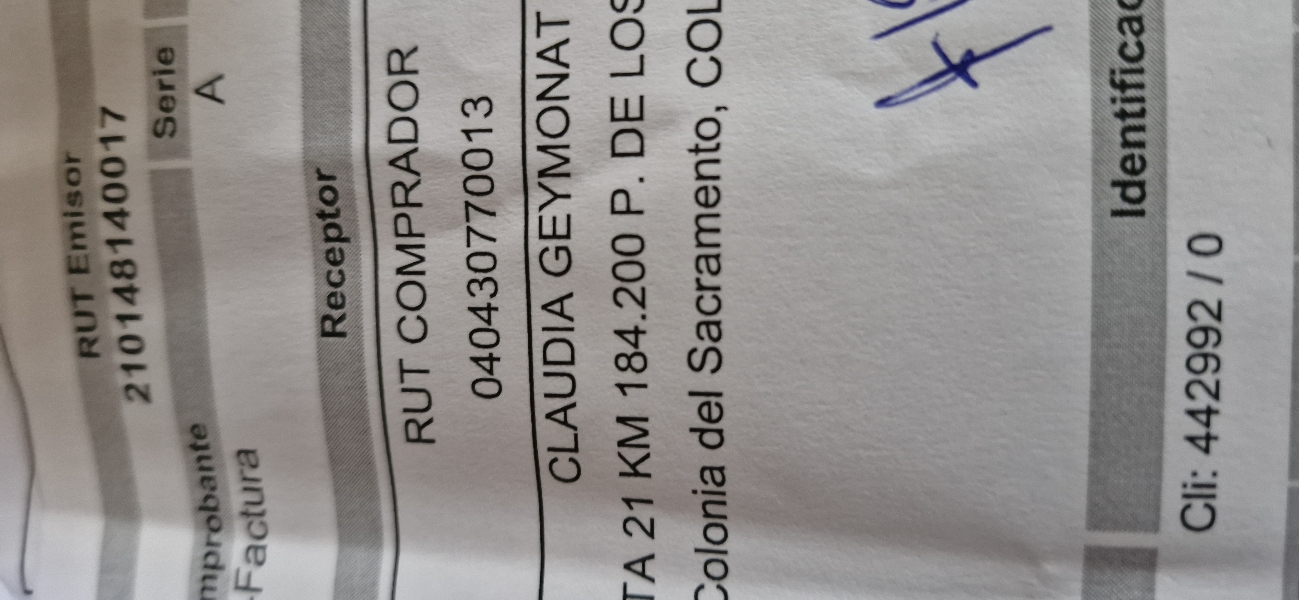 RUT Emisor
210148140017
mprobante
Serie
-Factura
A
Receptor
RUT COMPRADOR
040430770013
CLAUDIA GEYMONAT
TA 21 KM 184.200 P. DE LOS
Colonia del Sacramento, COL
Identificac
Cli: 442992 / 0